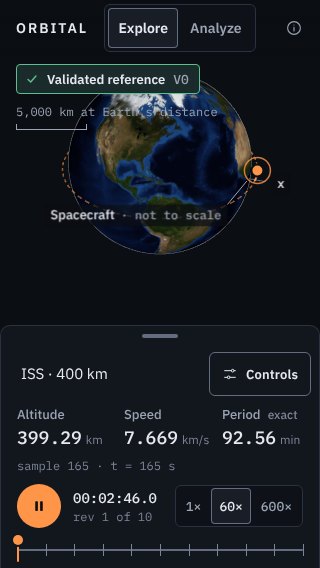 ORBITAL Explore Analyze
Validated reference V0
5,000 km at Earth's distance
x
Spacecraft · not to scale
ISS · 400 km Controls
Altitude Speed Period exact
399.29 km 7.669 km/s 92.56 min
sample 165 · t = 165 s
00:02:46.0 1× 60× 600×
rev 1 of 10